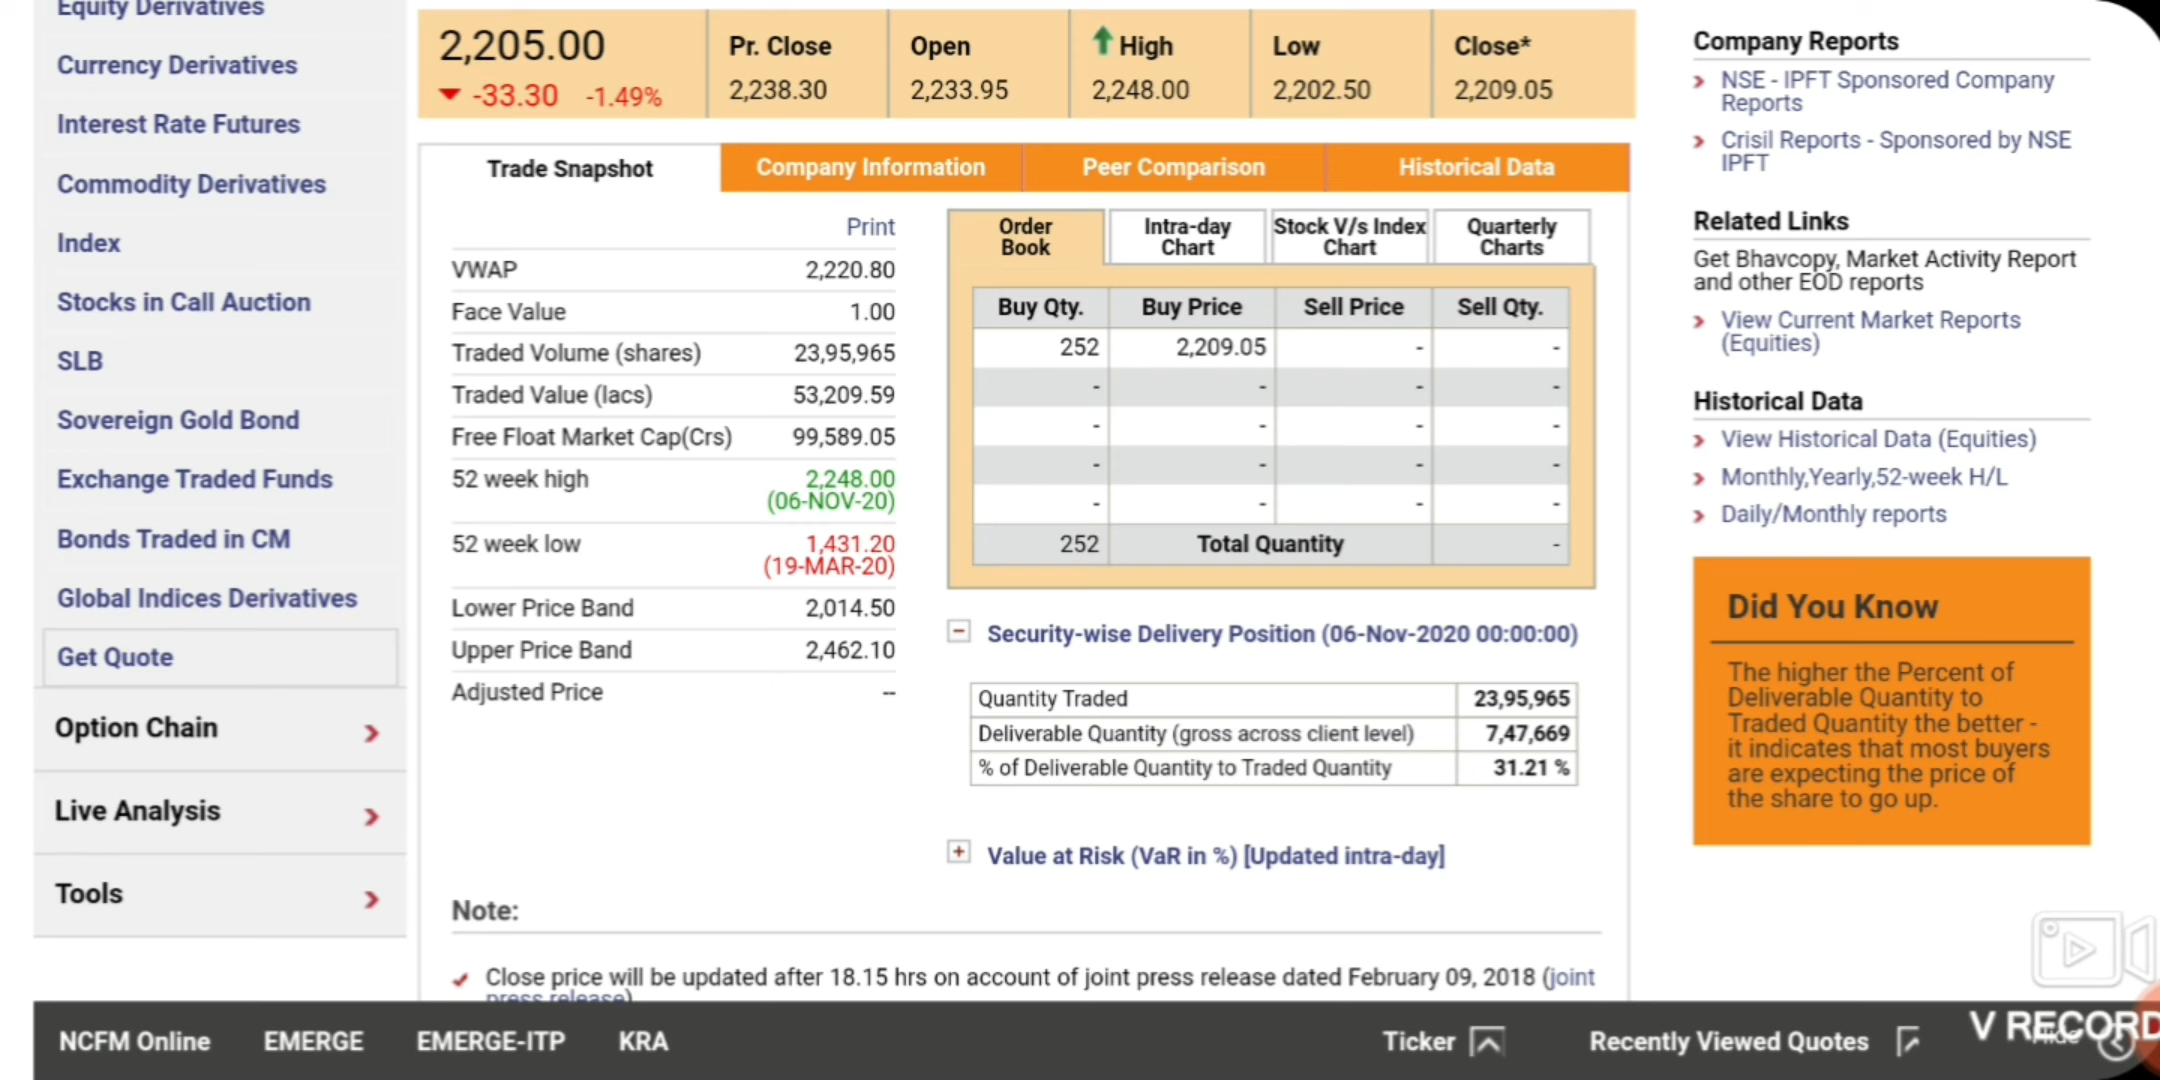 Equity Derivatives
Currency Derivatives
Interest Rate Futures
Commodity Derivatives
Index
Stocks in Call Auction
SLB
Sovereign Gold Bond
Exchange Traded Funds
Bonds Traded in CM
Global Indices Derivatives
Get Quote
Option Chain
Live Analysis
Tools
2,205.00
-33.30 -1.49%
Pr. Close
2,238.30
Open
2,233.95
High
2,248.00
Low
2,202.50
Close*
2,209.05
Trade Snapshot
Company Information
Peer Comparison
Historical Data
Print
VWAP 2,220.80
Face Value 1.00
Traded Volume (shares) 23,95,965
Traded Value (lacs) 53,209.59
Free Float Market Cap(Crs) 99,589.05
52 week high 2,248.00
(06-NOV-20)
52 week low 1,431.20
(19-MAR-20)
Lower Price Band 2,014.50
Upper Price Band 2,462.10
Adjusted Price --
Order
Book
Intra-day
Chart
Stock V/s Index
Chart
Quarterly
Charts
Buy Qty. Buy Price Sell Price Sell Qty.
252 2,209.05 - -
- - - -
- - - -
- - - -
- - - -
252 Total Quantity -
Security-wise Delivery Position (06-Nov-2020 00:00:00)
Quantity Traded 23,95,965
Deliverable Quantity (gross across client level) 7,47,669
% of Deliverable Quantity to Traded Quantity 31.21 %
Value at Risk (VaR in %) [Updated intra-day]
Note:
Close price will be updated after 18.15 hrs on account of joint press release dated February 09, 2018 (joint
press release)
Company Reports
NSE - IPFT Sponsored Company
Reports
Crisil Reports - Sponsored by NSE
IPFT
Related Links
Get Bhavcopy, Market Activity Report
and other EOD reports
View Current Market Reports
(Equities)
Historical Data
View Historical Data (Equities)
Monthly,Yearly,52-week H/L
Daily/Monthly reports
Did You Know
The higher the Percent of
Deliverable Quantity to
Traded Quantity the better -
it indicates that most buyers
are expecting the price of
the share to go up.
NCFM Online EMERGE EMERGE-ITP KRA Ticker Recently Viewed Quotes Hide
V RECORD